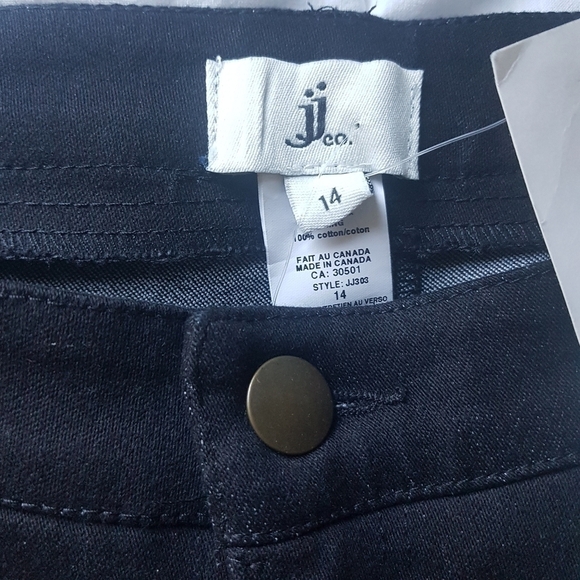 jj
co.
14
100% cotton/coton
FAIT AU CANADA
MADE IN CANADA
CA: 30501
STYLE: JJ303
14